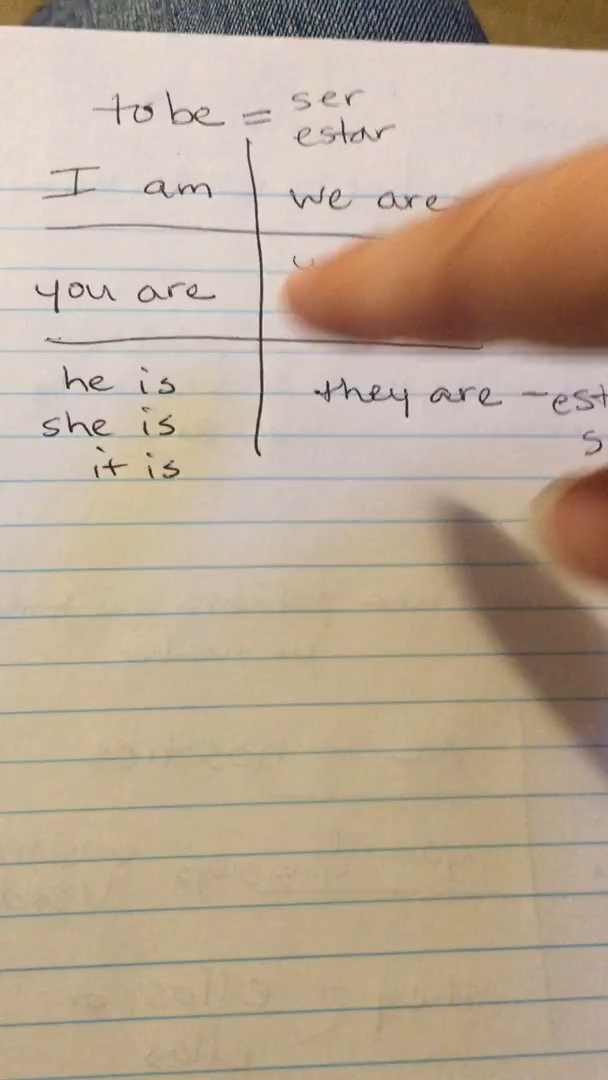 to be = ser
estar
I am we are
you are
he is they are - est
she is
it is